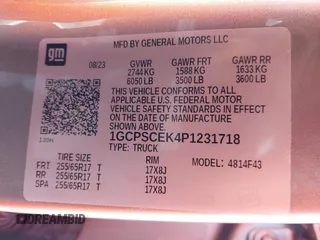 gm
MFD BY GENERAL MOTORS LLC
08/23 GVWR GAWR FRT GAWR RR
2744 KG 1588 KG 1633 KG
6050 LB 3500 LB 3600 LB
THIS VEHICLE CONFORMS TO ALL APPLICABLE U.S. FEDERAL MOTOR VEHICLE SAFETY STANDARDS IN EFFECT ON THE DATE OF MANUFACTURE SHOWN ABOVE.
1GCPSCEK4P1231718
TYPE: TRUCK
TIRE SIZE RIM MODEL: 4814F43
FRT 255/65R17 T 17X8J
RR 255/65R17 T 17X8J
SPA 255/65R17 T 17X8J
DREAMBID